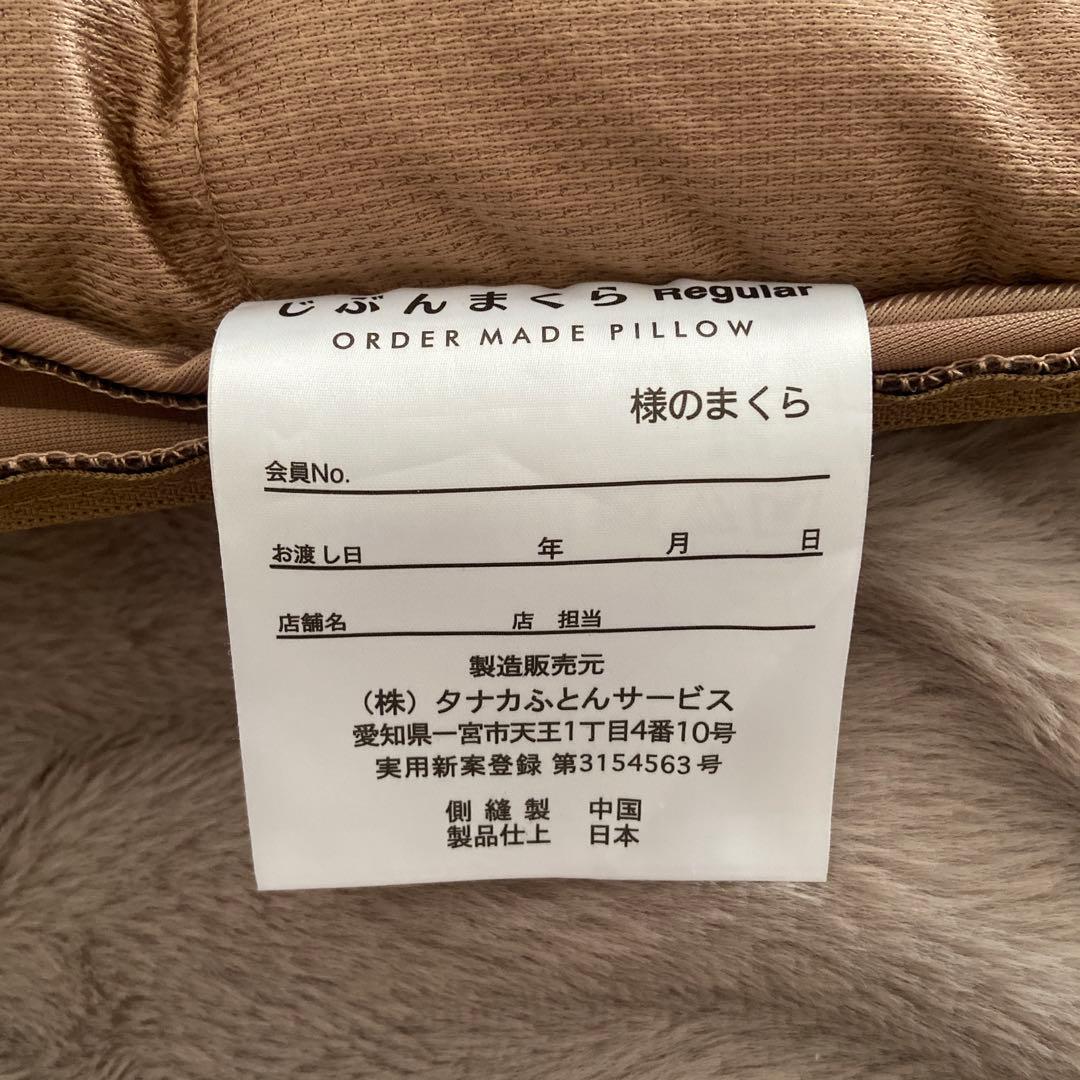 じぶんまくら Regular
ORDER MADE PILLOW
様のまくら
会員No.
お渡し日 年 月 日
店舗名 店 担当
製造販売元
（株）タナカふとんサービス
愛知県一宮市天王1丁目4番10号
実用新案登録 第3154563号
側縫製 中国
製品仕上 日本